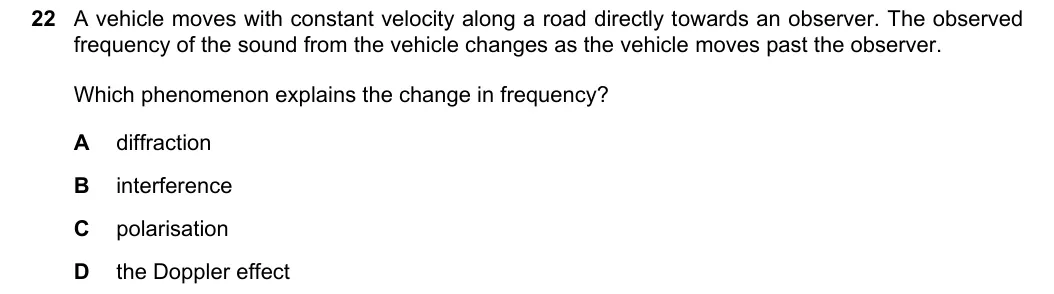 22 A vehicle moves with constant velocity along a road directly towards an observer. The observed
frequency of the sound from the vehicle changes as the vehicle moves past the observer.
Which phenomenon explains the change in frequency?
A diffraction
B interference
C polarisation
D the Doppler effect